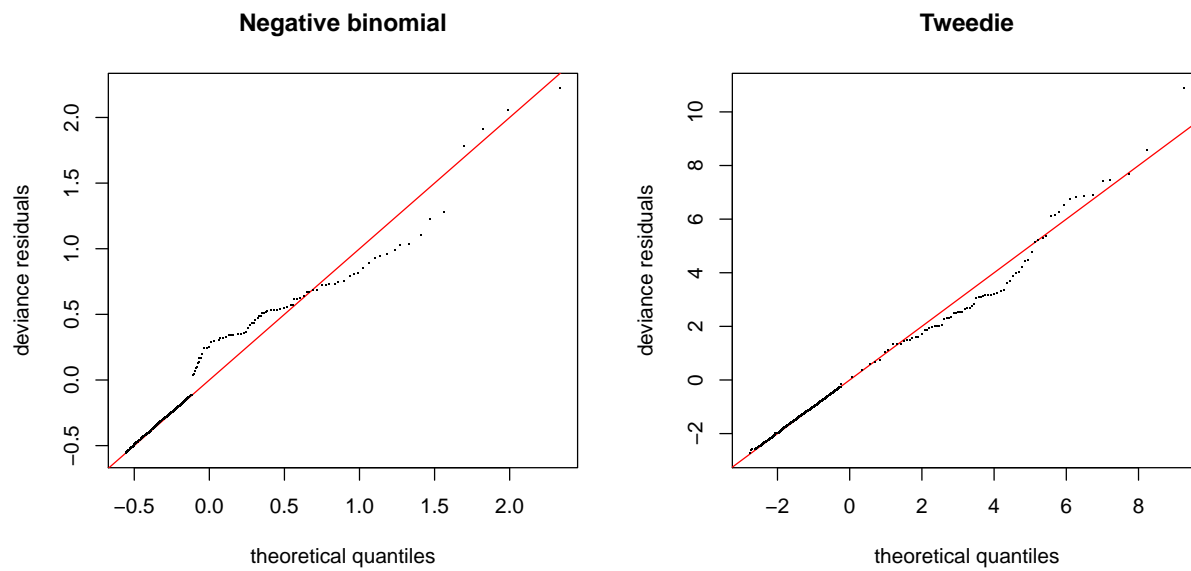 Negative binomial
deviance residuals
2.0
1.5
1.0
0.5
0.0
−0.5
−0.5 0.0 0.5 1.0 1.5 2.0
theoretical quantiles
Tweedie
deviance residuals
10
8
6
4
2
0
−2
−2 0 2 4 6 8
theoretical quantiles